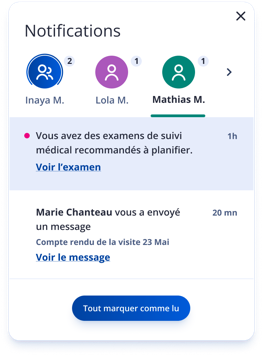 Notifications
2
1
1
Inaya M.
Lola M.
Mathias M.
Vous avez des examens de suivi
1h
médical recommandés à planifier.
Voir l’examen
Marie Chanteau vous a envoyé
20 mn
un message
Compte rendu de la visite 23 Mai
Voir le message
Tout marquer comme lu